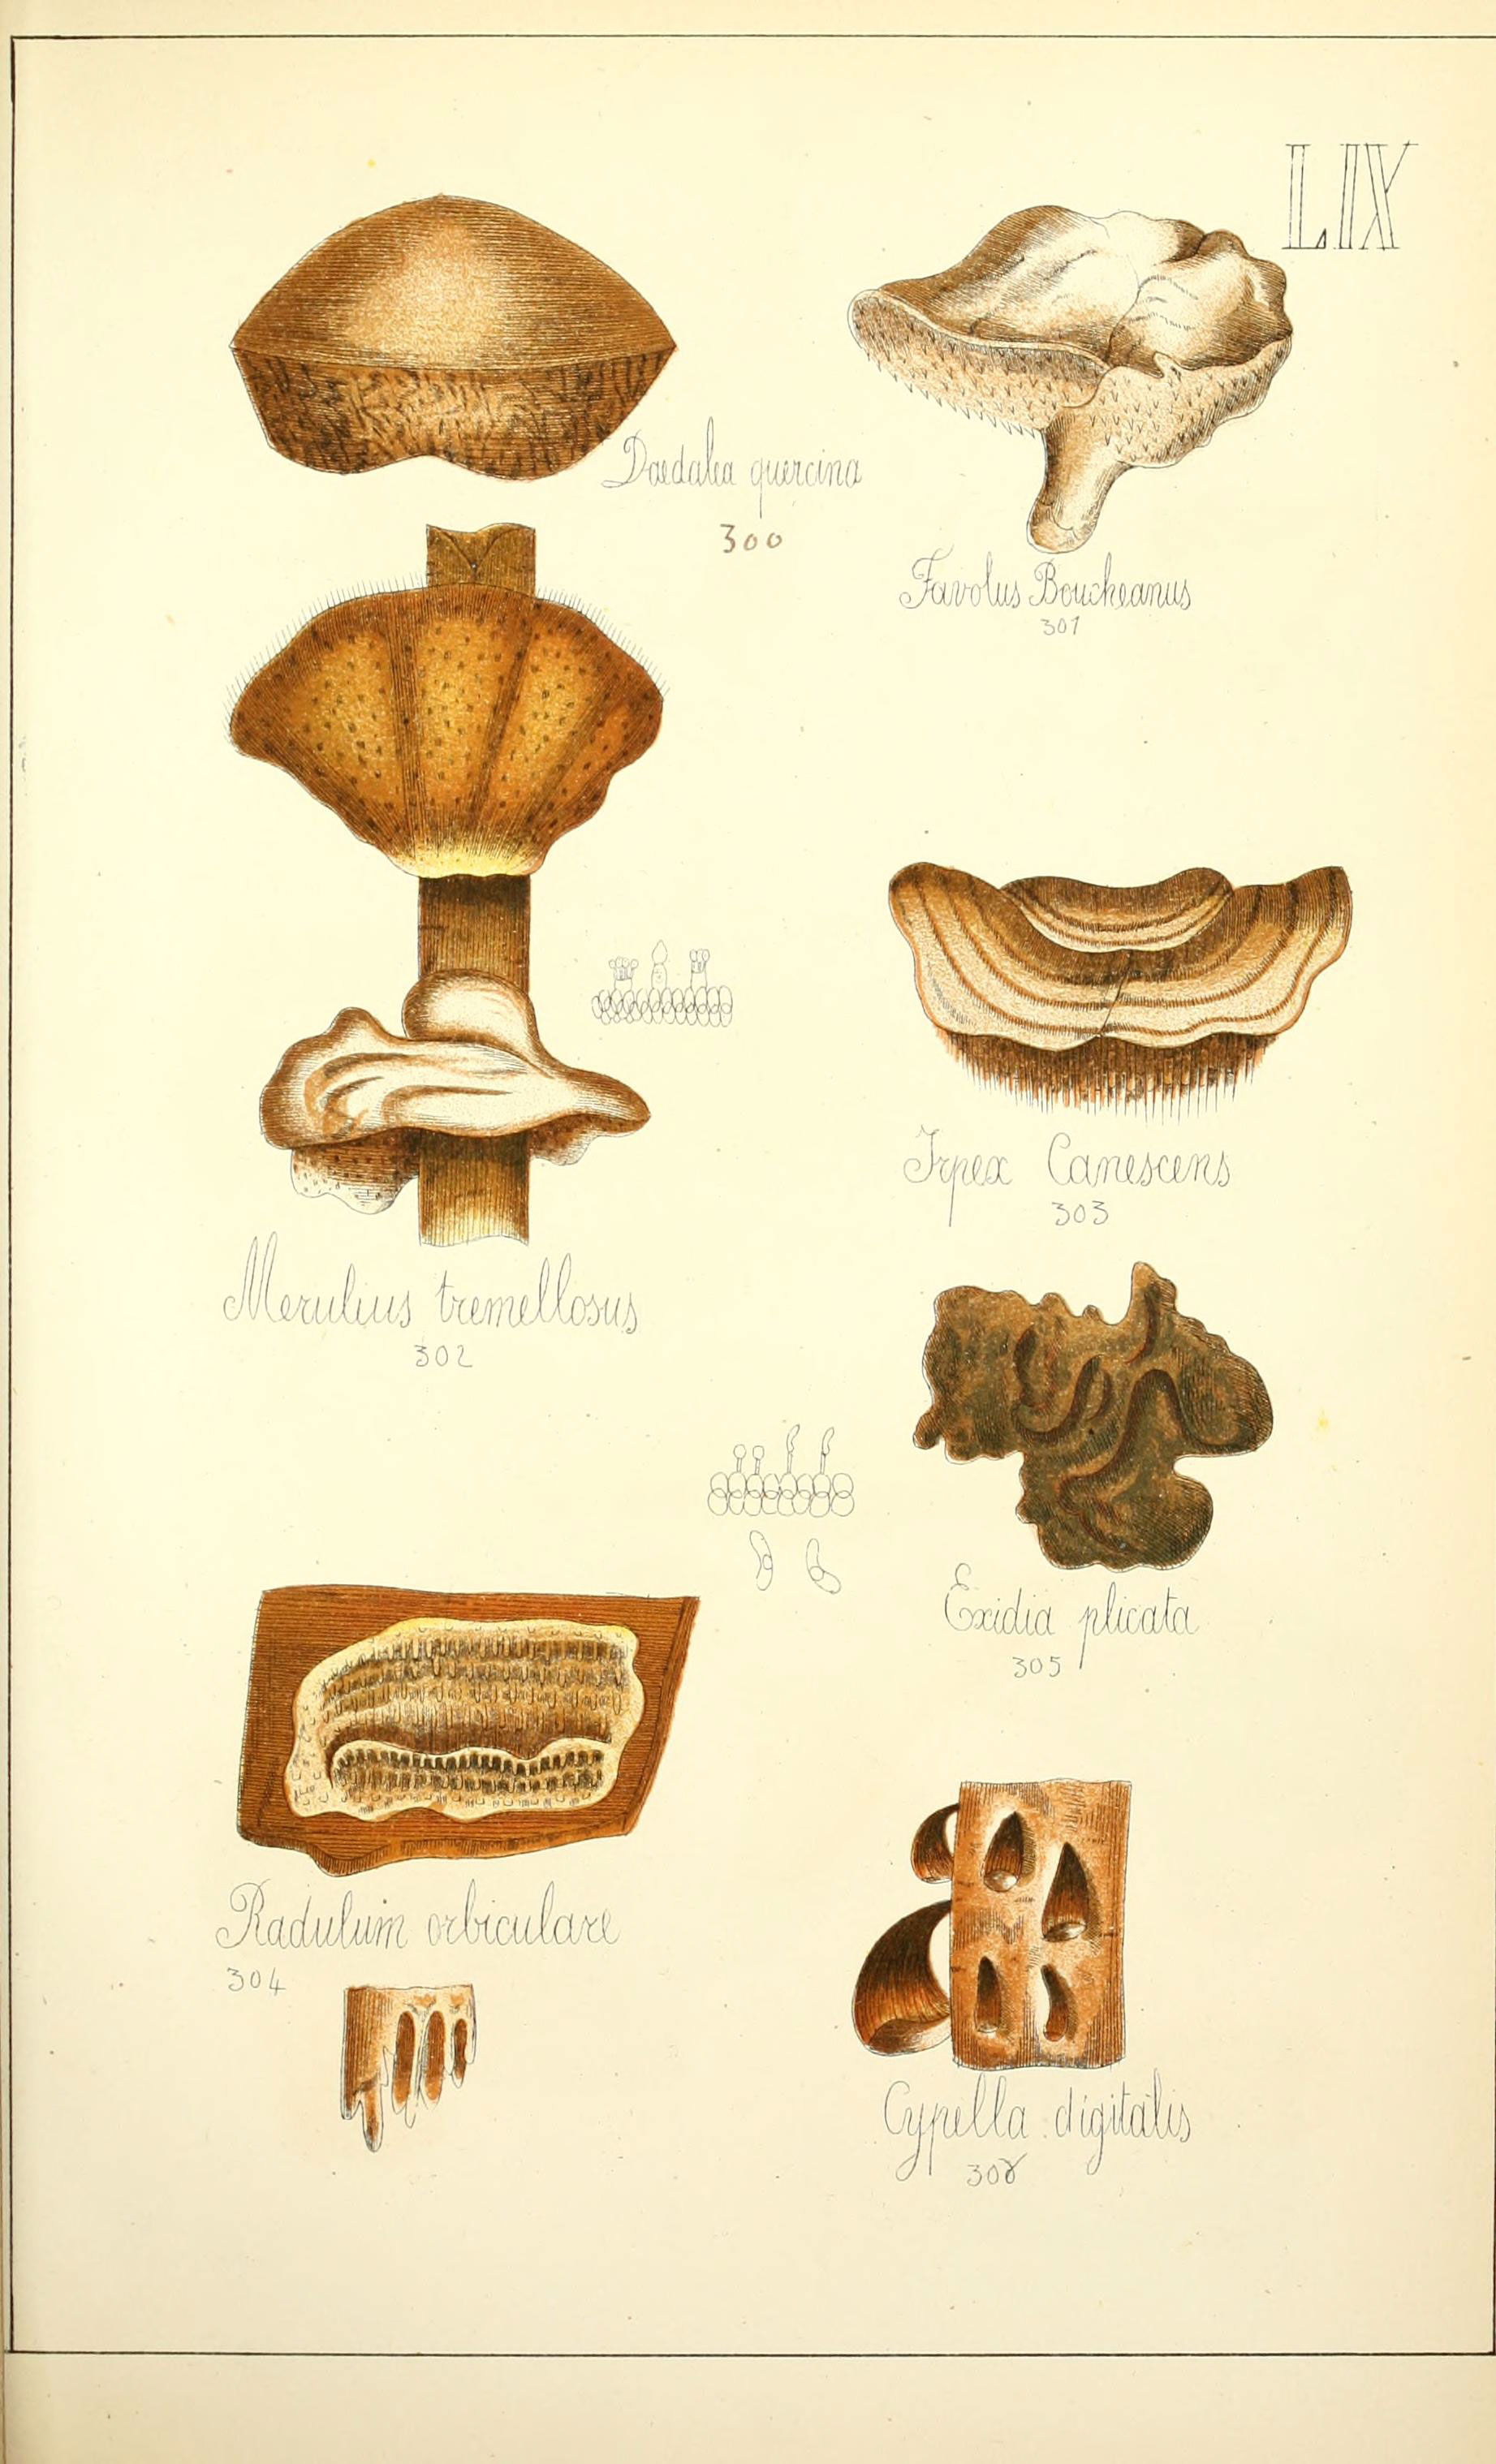 LIX
Daedalea quercina
300
Favolus Boucheanus
301
Merulius tremellosus
302
Irpex Canescens
303
Exidia plicata
305
Radulum orbiculare
304
Cypella digitalis